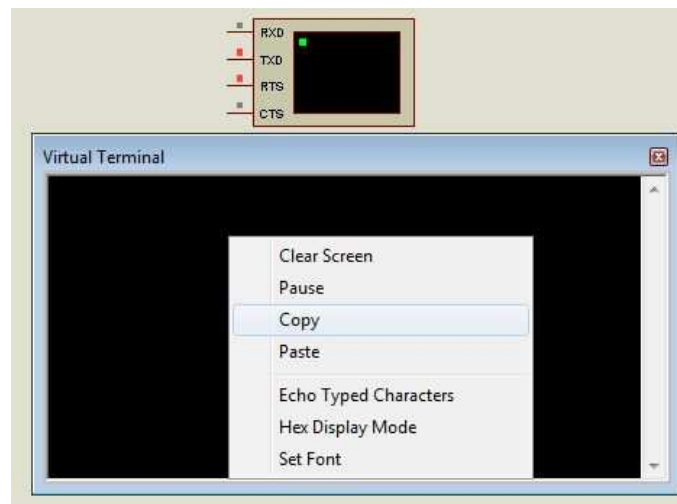 RXD
TXD
RTS
CTS
Virtual Terminal
Clear Screen
Pause
Copy
Paste
Echo Typed Characters
Hex Display Mode
Set Font